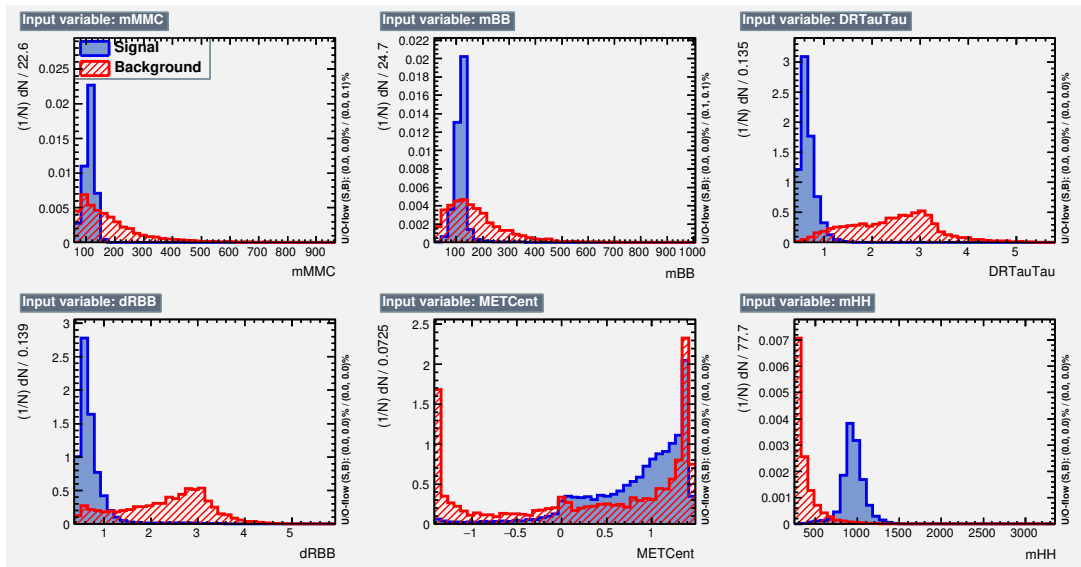 Input variable: mMMC
(1/N) dN / 22.6
0.025
0.02
0.015
0.01
0.005
0
Signal
Background
100 200 300 400 500 600 700 800 900
mMMC
U/O-flow (S,B): (0.0, 0.0)% / (0.0, 0.1)%
Input variable: mBB
(1/N) dN / 24.7
0.022
0.02
0.018
0.016
0.014
0.012
0.01
0.008
0.006
0.004
0.002
0
100 200 300 400 500 600 700 800 900 1000
mBB
U/O-flow (S,B): (0.0, 0.0)% / (0.1, 0.1)%
Input variable: DRTauTau
(1/N) dN / 0.135
3
2.5
2
1.5
1
0.5
0
1 2 3 4 5
DRTauTau
U/O-flow (S,B): (0.0, 0.0)% / (0.0, 0.0)%
Input variable: dRBB
(1/N) dN / 0.139
3
2.5
2
1.5
1
0.5
0
1 2 3 4 5
dRBB
U/O-flow (S,B): (0.0, 0.0)% / (0.0, 0.0)%
Input variable: METCent
(1/N) dN / 0.0725
2.5
2
1.5
1
0.5
0
−1 −0.5 0 0.5 1
METCent
U/O-flow (S,B): (0.0, 0.0)% / (0.0, 0.0)%
Input variable: mHH
(1/N) dN / 77.7
0.007
0.006
0.005
0.004
0.003
0.002
0.001
0
500 1000 1500 2000 2500 3000
mHH
U/O-flow (S,B): (0.0, 0.0)% / (0.0, 0.0)%